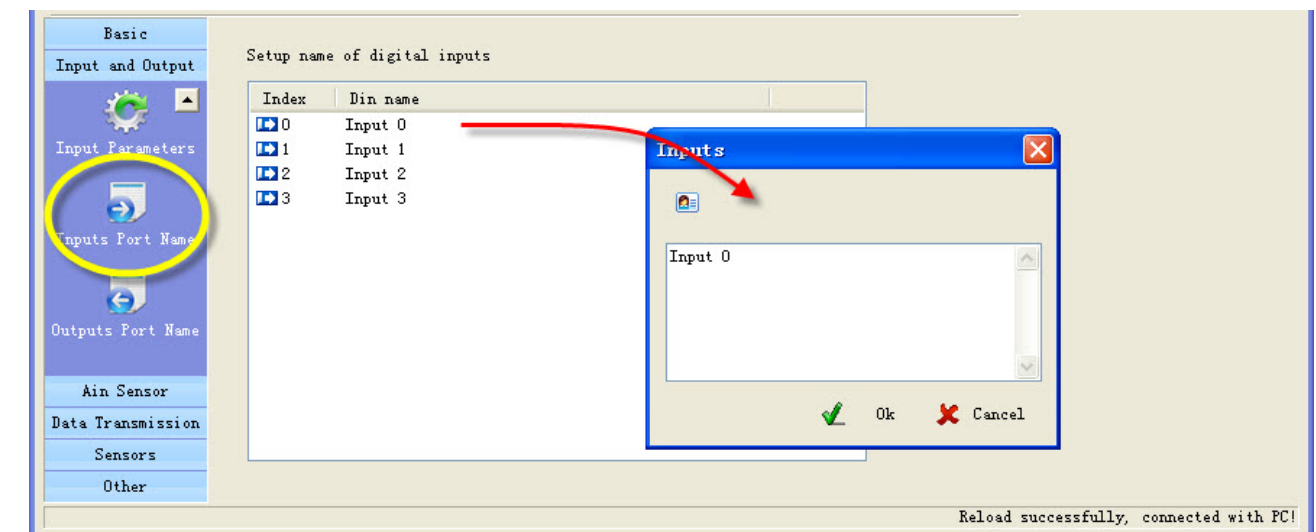 Basic
Input and Output
Input Parameters
Inputs Port Name
Outputs Port Name
Ain Sensor
Data Transmission
Sensors
Other
Setup name of digital inputs
Index Din name
0 Input 0
1 Input 1
2 Input 2
3 Input 3
Inputs
Input 0
Ok Cancel
Reload successfully, connected with PC!